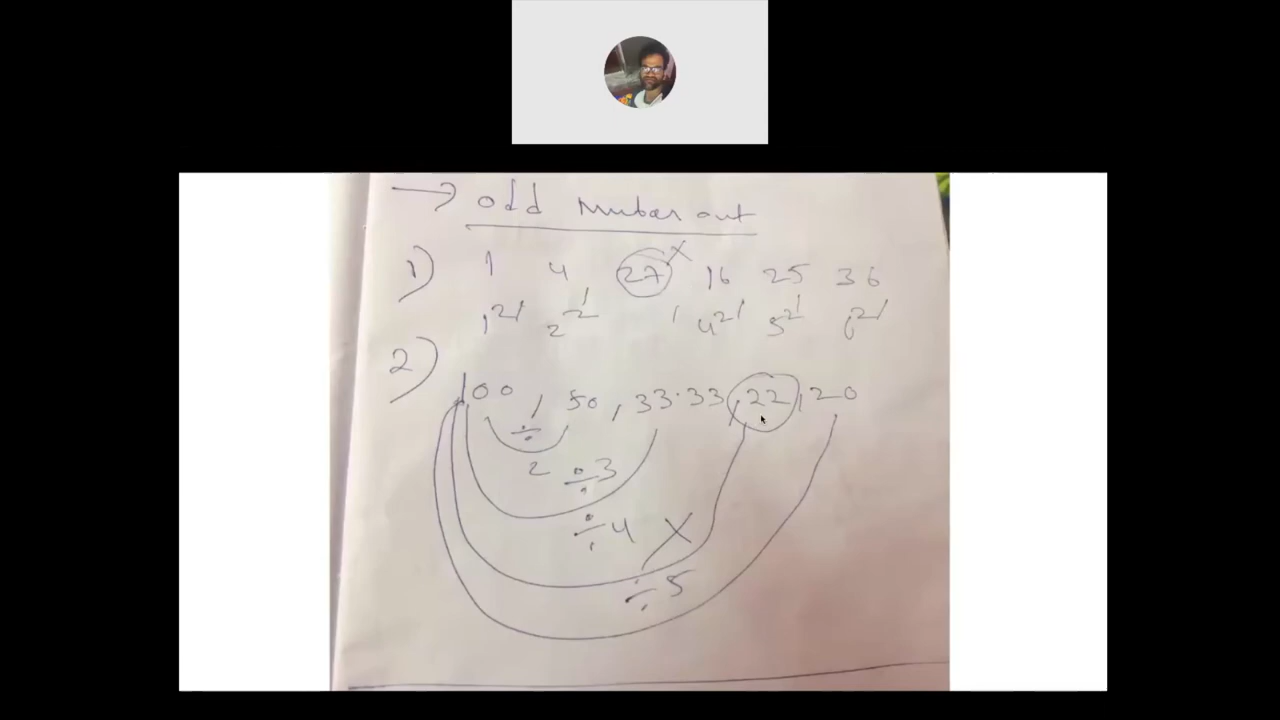 → odd Number out
1) 1 4 27 x 16 25 36
1² 2² 4² 5² 6²
2) 100, 50, 33.33, 22, 20
÷
2 ÷ 3
÷ 4 X
÷ 5